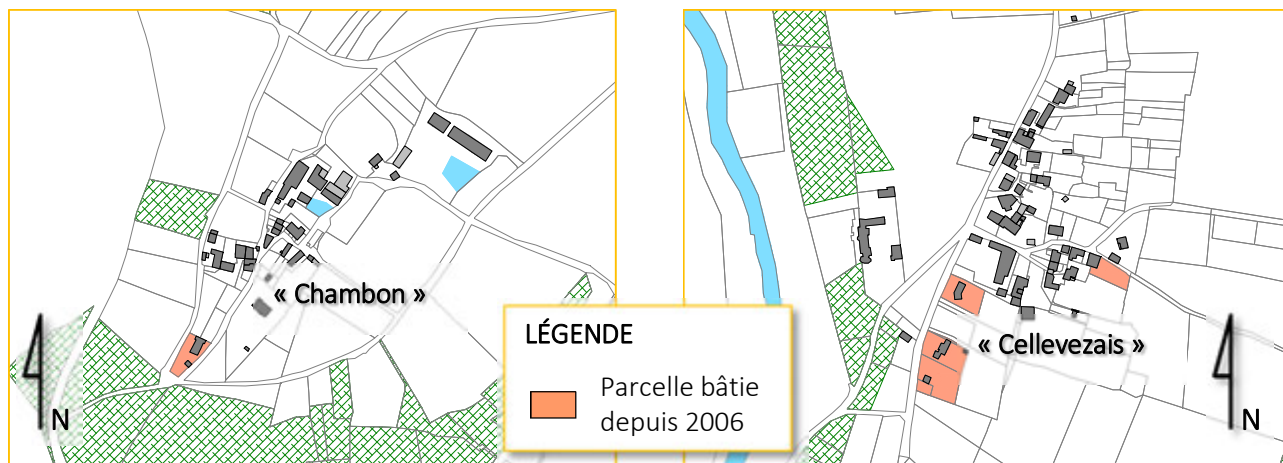 « Chambon »
N
LÉGENDE
Parcelle bâtie
depuis 2006
« Cellevezais »
N